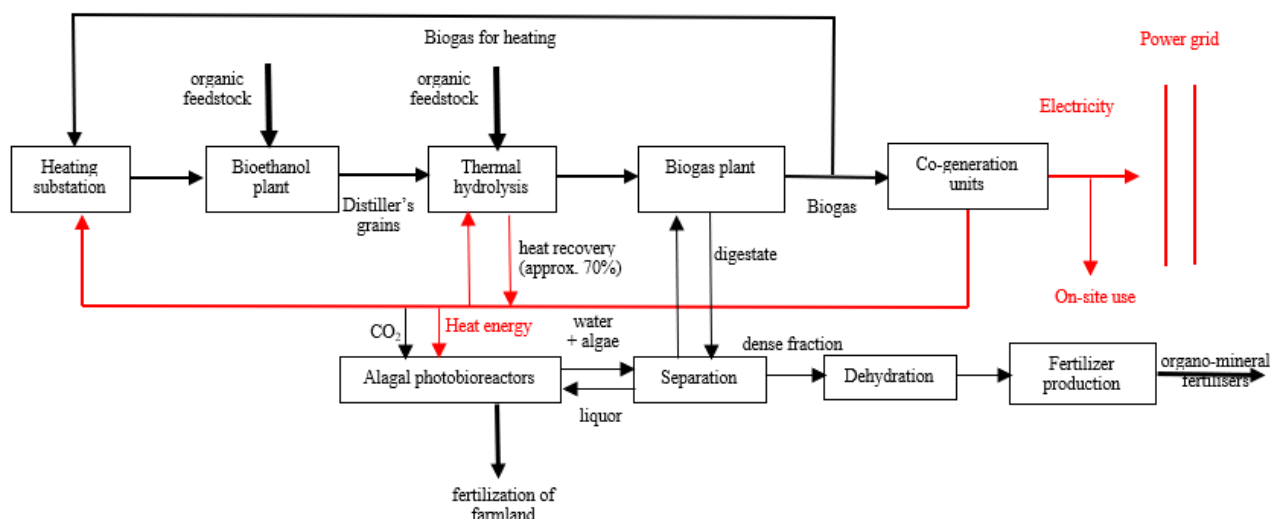 Biogas for heating
Power grid
organic
feedstock
organic
feedstock
Electricity
Heating
substation
Bioethanol
plant
Thermal
hydrolysis
Biogas plant
Co-generation
units
Distiller's
grains
Biogas
heat recovery
(approx. 70%)
digestate
On-site use
CO₂
Heat energy
water
+ algae
dense fraction
Alagal photobioreactors
Separation
Dehydration
Fertilizer
production
organo-mineral
fertilisers
liquor
fertilization of
farmland